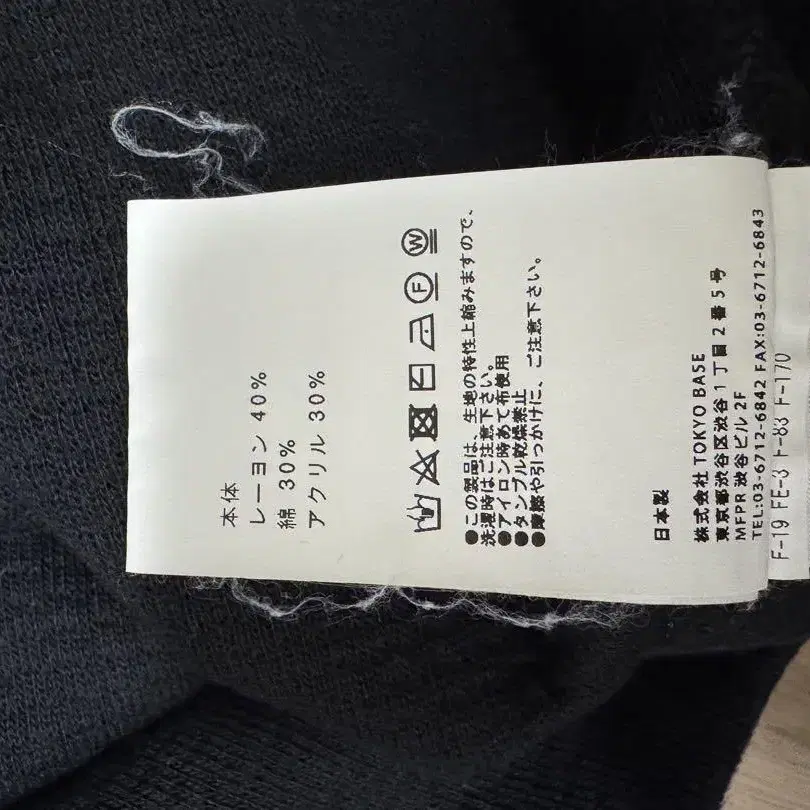 本体
レーヨン 40%
綿 30%
アクリル 30%
F W
●この製品は、生地の特性上縮みますので、
洗濯時はご注意下さい。
●アイロン時あて布使用
●タンブル乾燥禁止
●摩擦や引っかけに、ご注意下さい。
日本製
株式会社 TOKYO BASE
東京都渋谷区渋谷1丁目2番5号
MFPR 渋谷ビル 2F
TEL:03-6712-6842 FAX:03-6712-6843
F-19 FE-3 F-83 F-170